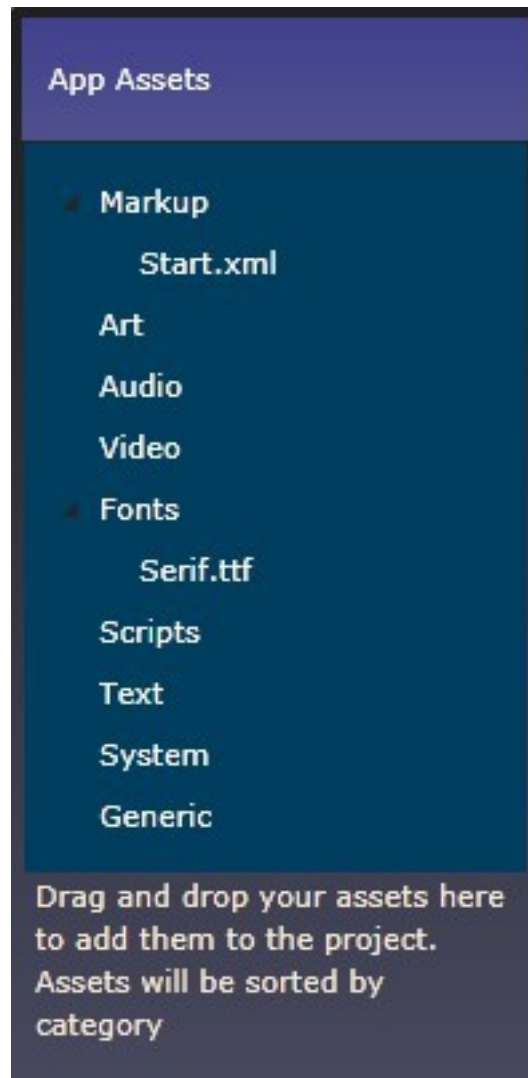 App Assets
Markup
Start.xml
Art
Audio
Video
Fonts
Serif.ttf
Scripts
Text
System
Generic
Drag and drop your assets here
to add them to the project.
Assets will be sorted by
category